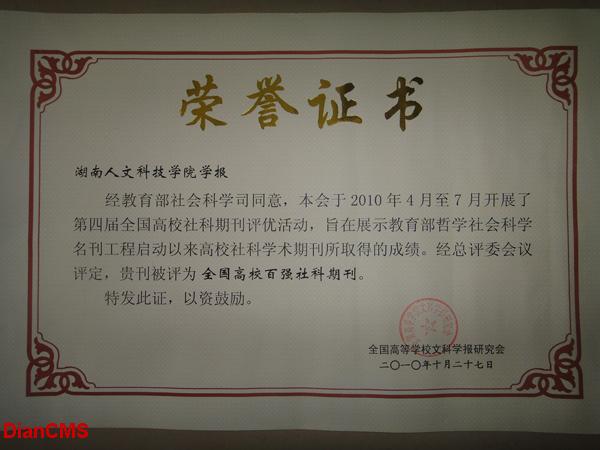 荣誉证书
湖南人文科技学院学报
经教育部社会科学司同意，本会于2010年4月至7月开展了
第四届全国高校社科期刊评优活动，旨在展示教育部哲学社会科学
名刊工程启动以来高校社科学术期刊所取得的成绩。经总评委会议
评定，贵刊被评为 全国高校百强社科期刊。
特发此证，以资鼓励。
全国高等学校文科学报研究会
二〇一〇年十月二十七日
DianCMS